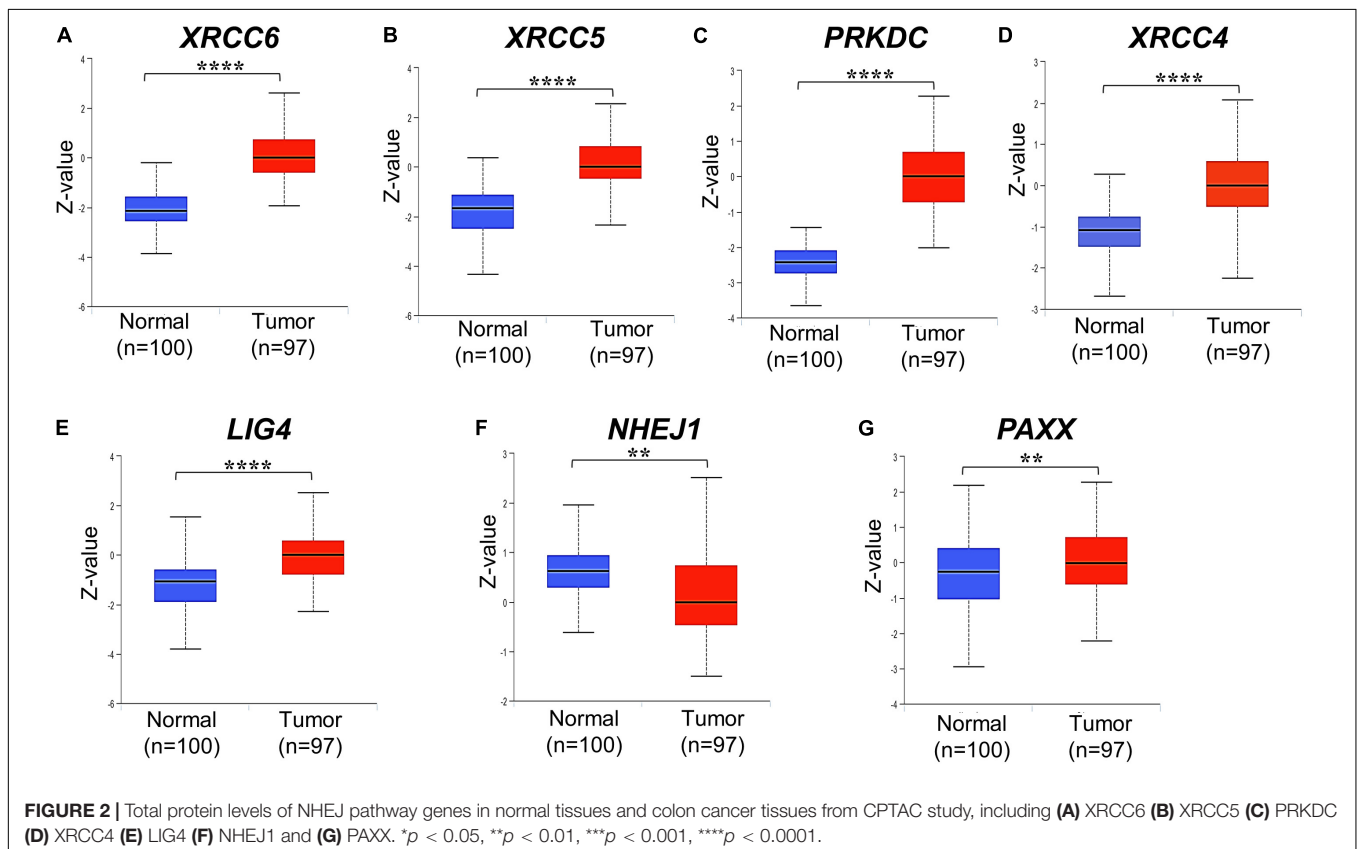 A XRCC6
B XRCC5
C PRKDC
D XRCC4
****
****
****
****
4
2
0
-2
-4
-6
Z-value
4
2
0
-2
-4
-6
Z-value
3
2
1
0
-1
-2
-3
-4
Z-value
3
2
1
0
-1
-2
-3
Z-value
Normal Tumor
(n=100) (n=97)
Normal Tumor
(n=100) (n=97)
Normal Tumor
(n=100) (n=97)
Normal Tumor
(n=100) (n=97)
E LIG4
F NHEJ1
G PAXX
****
**
**
4
2
0
-2
-4
-6
Z-value
3
2
1
0
-1
-2
Z-value
3
2
1
0
-1
-2
-3
-4
Z-value
Normal Tumor
(n=100) (n=97)
Normal Tumor
(n=100) (n=97)
Normal Tumor
(n=100) (n=97)
FIGURE 2 | Total protein levels of NHEJ pathway genes in normal tissues and colon cancer tissues from CPTAC study, including (A) XRCC6 (B) XRCC5 (C) PRKDC
(D) XRCC4 (E) LIG4 (F) NHEJ1 and (G) PAXX. *p < 0.05, **p < 0.01, ***p < 0.001, ****p < 0.0001.